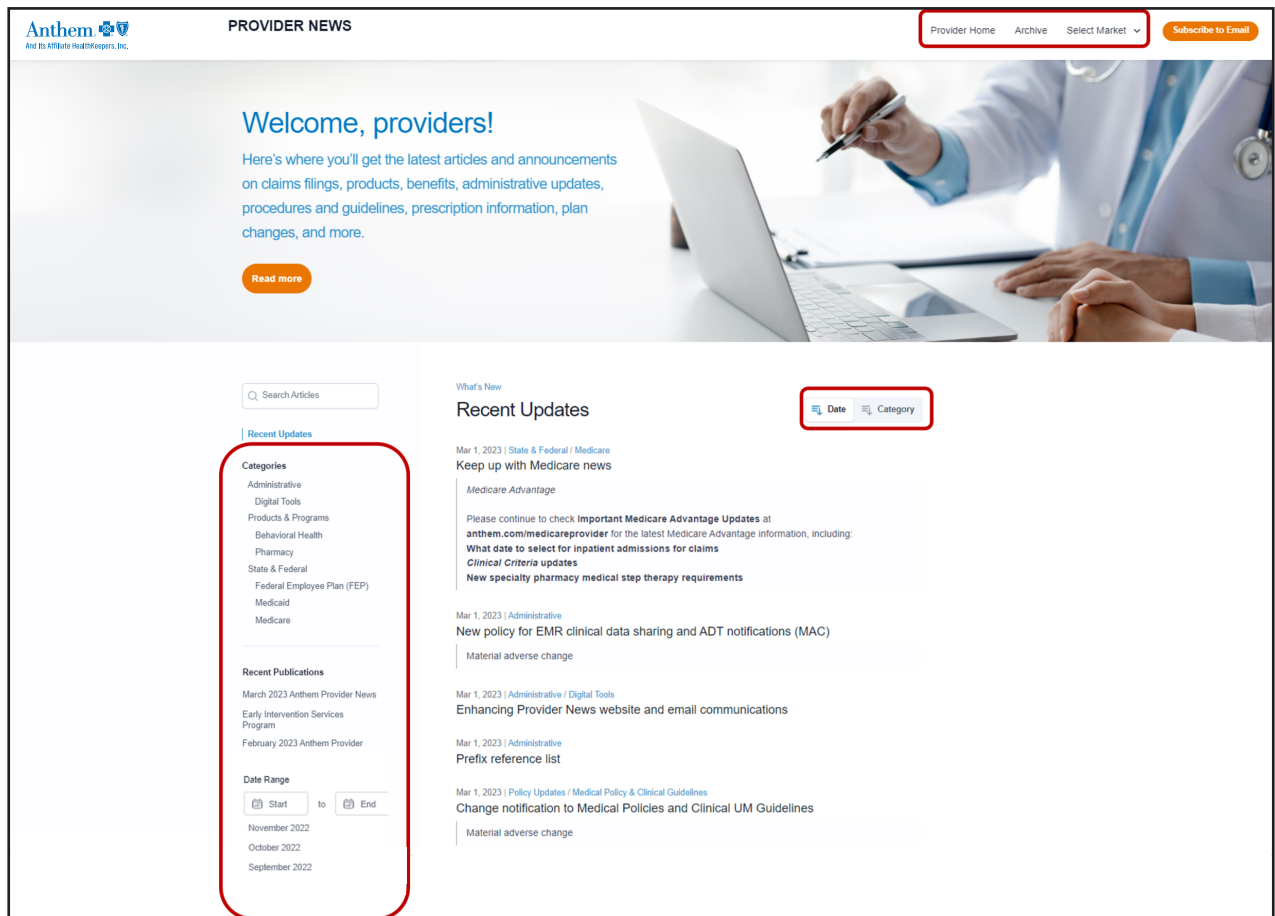 Anthem
And Its Affiliate HealthKeepers, Inc.
PROVIDER NEWS
Provider Home
Archive
Select Market
Subscribe to Email
Welcome, providers!
Here's where you'll get the latest articles and announcements
on claims filings, products, benefits, administrative updates,
procedures and guidelines, prescription information, plan
changes, and more.
Read more
Search Articles
Recent Updates
Categories
Administrative
Digital Tools
Products & Programs
Behavioral Health
Pharmacy
State & Federal
Federal Employee Plan (FEP)
Medicaid
Medicare
Recent Publications
March 2023 Anthem Provider News
Early Intervention Services
Program
February 2023 Anthem Provider
Date Range
Start to End
November 2022
October 2022
September 2022
What's New
Recent Updates
Date
Category
Mar 1, 2023 | State & Federal / Medicare
Keep up with Medicare news
Medicare Advantage
Please continue to check Important Medicare Advantage Updates at
anthem.com/medicareprovider for the latest Medicare Advantage information, including:
What date to select for inpatient admissions for claims
Clinical Criteria updates
New specialty pharmacy medical step therapy requirements
Mar 1, 2023 | Administrative
New policy for EMR clinical data sharing and ADT notifications (MAC)
Material adverse change
Mar 1, 2023 | Administrative / Digital Tools
Enhancing Provider News website and email communications
Mar 1, 2023 | Administrative
Prefix reference list
Mar 1, 2023 | Policy Updates / Medical Policy & Clinical Guidelines
Change notification to Medical Policies and Clinical UM Guidelines
Material adverse change